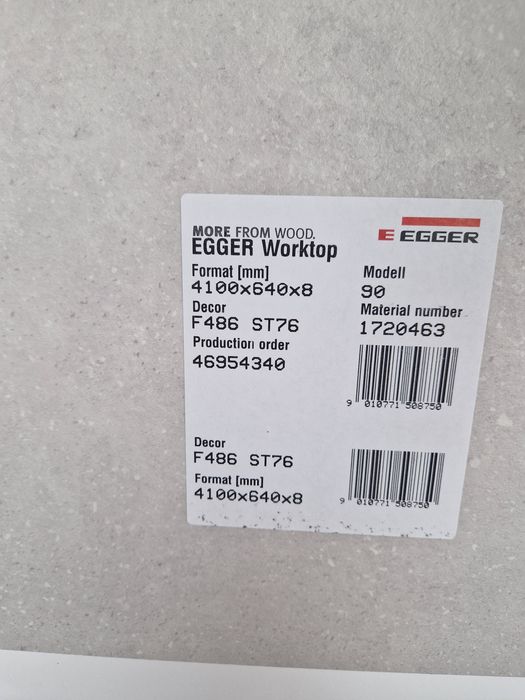 MORE FROM WOOD.
E EGGER
EGGER Worktop
Format [mm]
4100x640x8
Modell
90
Decor
F486 ST76
Material number
1720463
Production order
46954340
9 010771 508750
Decor
F486 ST76
Format [mm]
4100x640x8
9 010771 508750